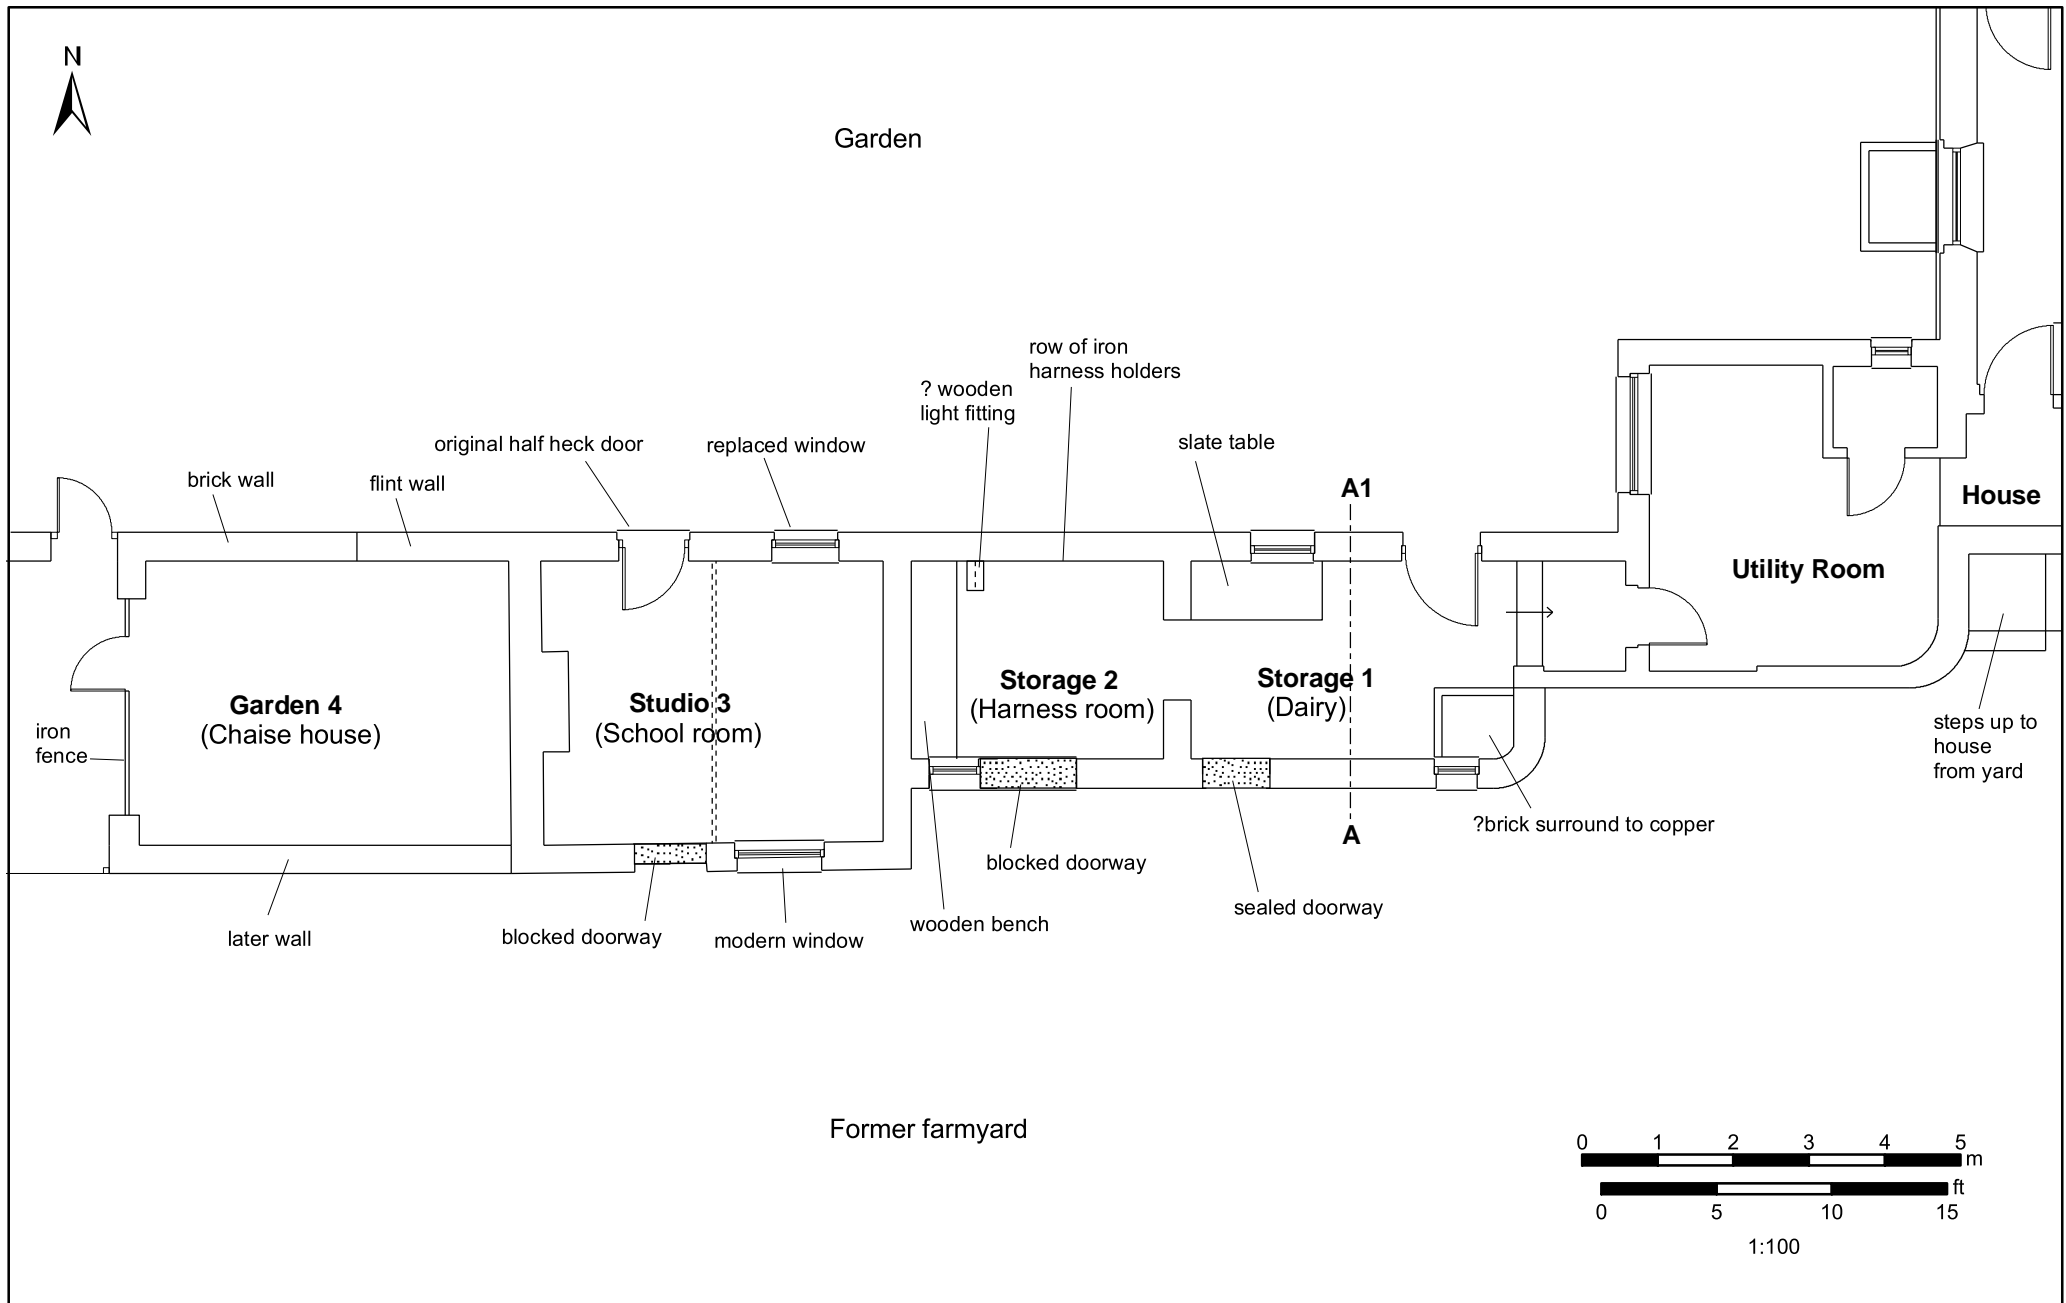 N
Garden
row of iron
harness holders
? wooden
light fitting
original half heck door
replaced window
slate table
brick wall
flint wall
A1
House
Utility Room
Garden 4
(Chaise house)
Studio 3
(School room)
Storage 2
(Harness room)
Storage 1
(Dairy)
iron
fence
steps up to
house
from yard
?brick surround to copper
A
blocked doorway
sealed doorway
wooden bench
later wall
blocked doorway
modern window
Former farmyard
0 1 2 3 4 5
m
ft
0 5 10 15
1:100